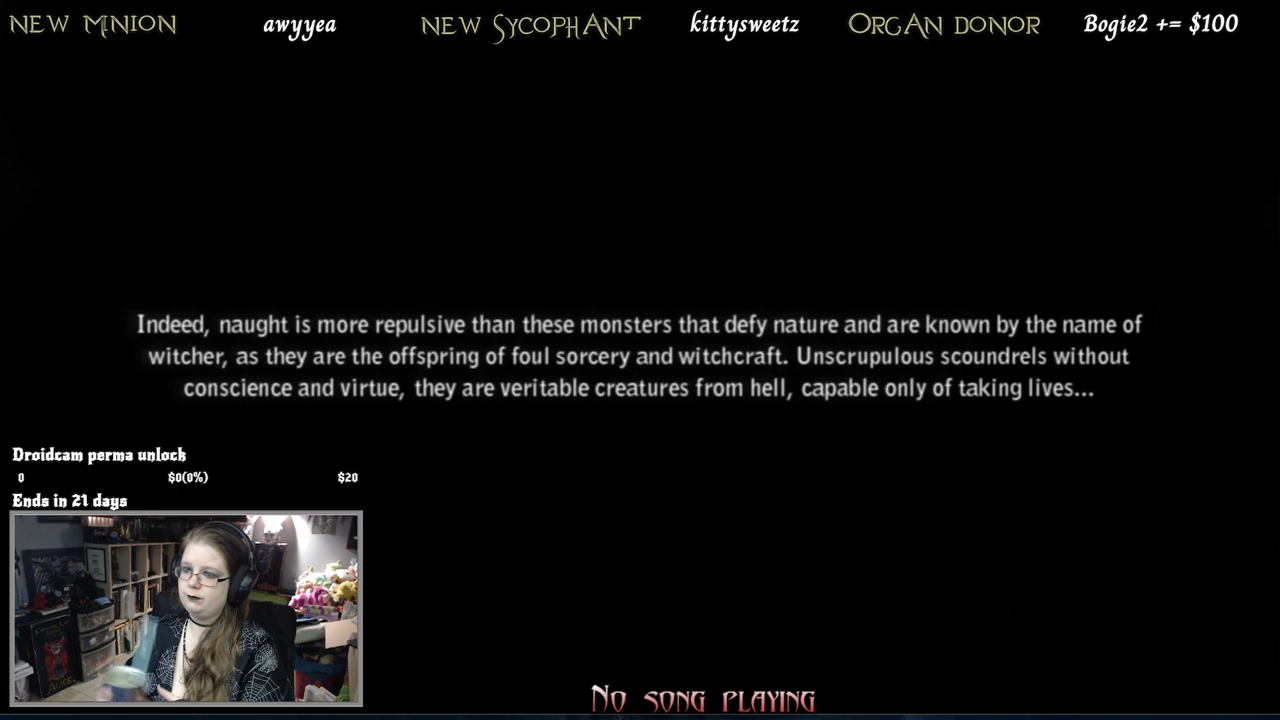 NEW MINION awyyea NEW SYCOPHANT kittysweetz ORGAN DONOR Bogie2 += $100
Indeed, naught is more repulsive than these monsters that defy nature and are known by the name of
witcher, as they are the offspring of foul sorcery and witchcraft. Unscrupulous scoundrels without
conscience and virtue, they are veritable creatures from hell, capable only of taking lives...
Droidcam perma unlock
0 $0(0%) $20
Ends in 21 days
ALICE
No song playing